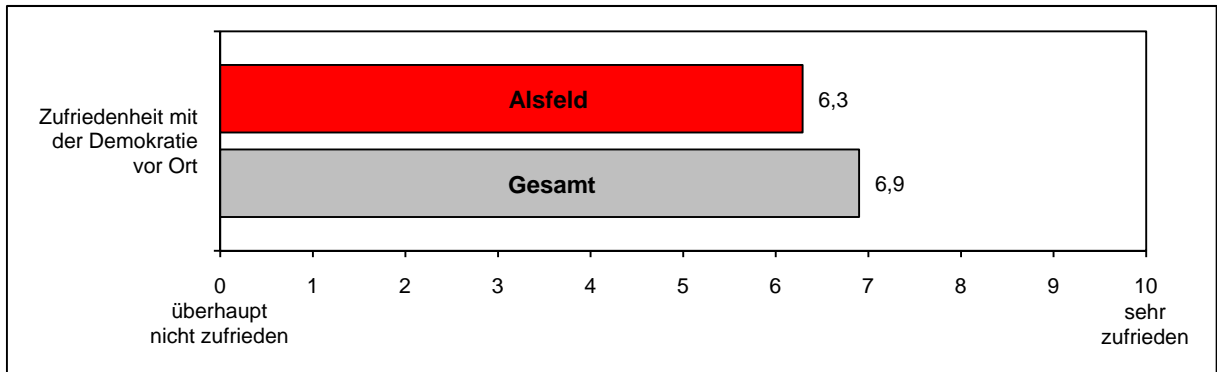 Zufriedenheit mit
der Demokratie
vor Ort
Alsfeld
6,3
Gesamt
6,9
0 1 2 3 4 5 6 7 8 9 10
überhaupt
nicht zufrieden
sehr
zufrieden